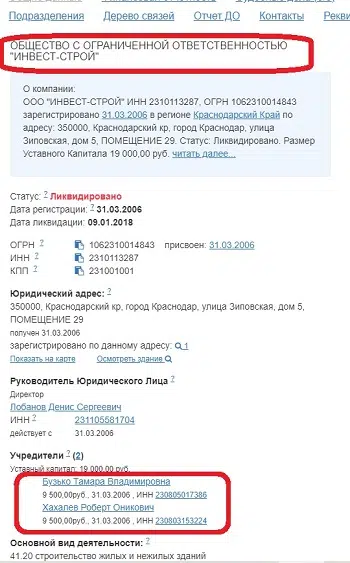 Подразделения Дерево связей Отчет ДО Контакты
ОБЩЕСТВО С ОГРАНИЧЕННОЙ ОТВЕТСТВЕННОСТЬЮ
"ИНВЕСТ-СТРОЙ"
О компании:
ООО "ИНВЕСТ-СТРОЙ" ИНН 2310113287, ОГРН 1062310014843
зарегистрировано 31.03.2006 в регионе Краснодарский Край по
адресу: 350000, Краснодарский кр, город Краснодар, улица
Зиповская, дом 5, ПОМЕЩЕНИЕ 29. Статус: Ликвидировано. Размер
Уставного Капитала 19 000,00 руб. читать далее...
Статус: ? Ликвидировано
Дата регистрации: ? 31.03.2006
Дата ликвидации: 09.01.2018
ОГРН ? 1062310014843 присвоен: 31.03.2006
ИНН ? 2310113287
КПП ? 231001001
Юридический адрес: ?
350000, Краснодарский кр, город Краснодар, улица Зиповская, дом 5,
ПОМЕЩЕНИЕ 29
получен 31.03.2006
зарегистрировано по данному адресу: 1
Показать на карте Осмотреть здание
Руководитель Юридического Лица ?
Директор
Лобанов Денис Сергеевич
ИНН ? 231105581704
действует с 31.03.2006
Учредители ? (2)
Уставный капитал: 19 000,00 руб.
Бузько Тамара Владимировна
9 500,00руб., 31.03.2006 , ИНН 230805017386
Хахалев Роберт Оникович
9 500,00руб., 31.03.2006 , ИНН 230803153224
Основной вид деятельности: ?
41.20 строительство жилых и нежилых зданий